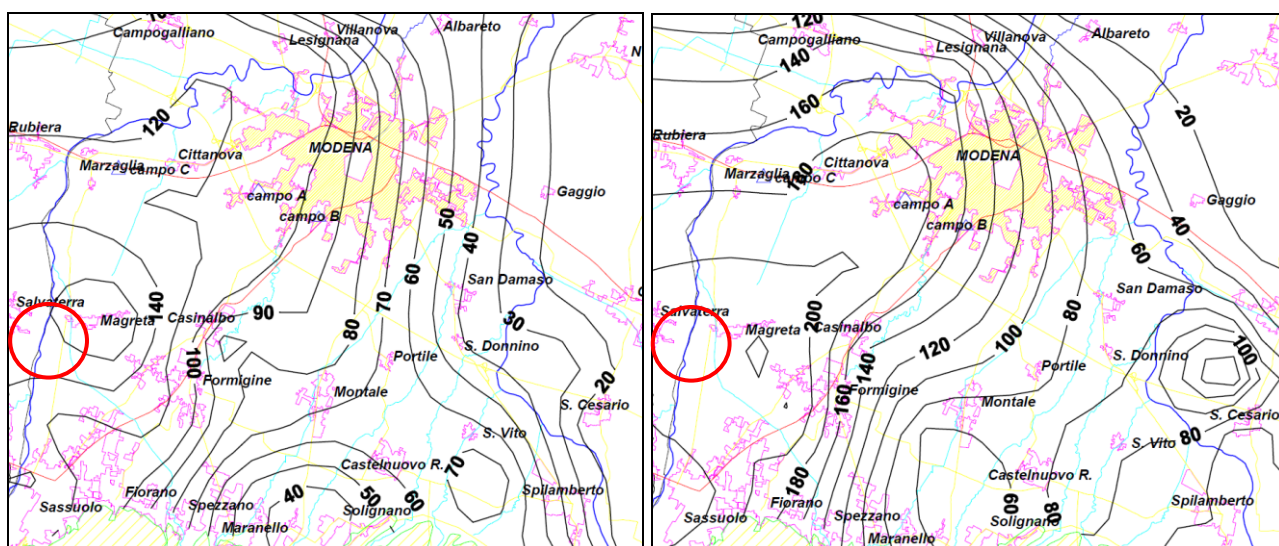 Campogalliano
Villanova
Albareto
Lesignana
N
120
Rubiera
Cittanova
MODENA
Marzaglia
campo C
campo A
campo B
Gaggio
50
40
60
San Damaso
Salvaterra
140
Magreta
Casinalbo
90
70
80
30
S. Donnino
100
Portile
Formigine
Montale
20
S. Cesario
S. Vito
Castelnuovo R.
70
Fiorano
Spezzano
40
50
60
Spilamberto
Sassuolo
Solignano
Maranello
120
Villanova
Albareto
Campogalliano
Lesignana
140
160
20
Rubiera
Cittanova
MODENA
Marzaglia
180
campo C
campo A
campo B
Gaggio
40
60
San Damaso
Salvaterra
200
Magreta
Casinalbo
80
100
120
140
S. Donnino
100
Portile
160
Formigine
Montale
S. Cesario
S. Vito
80
Castelnuovo R.
180
Fiorano
60
80
Spilamberto
Sassuolo
Spezzano
Solignano
Maranello